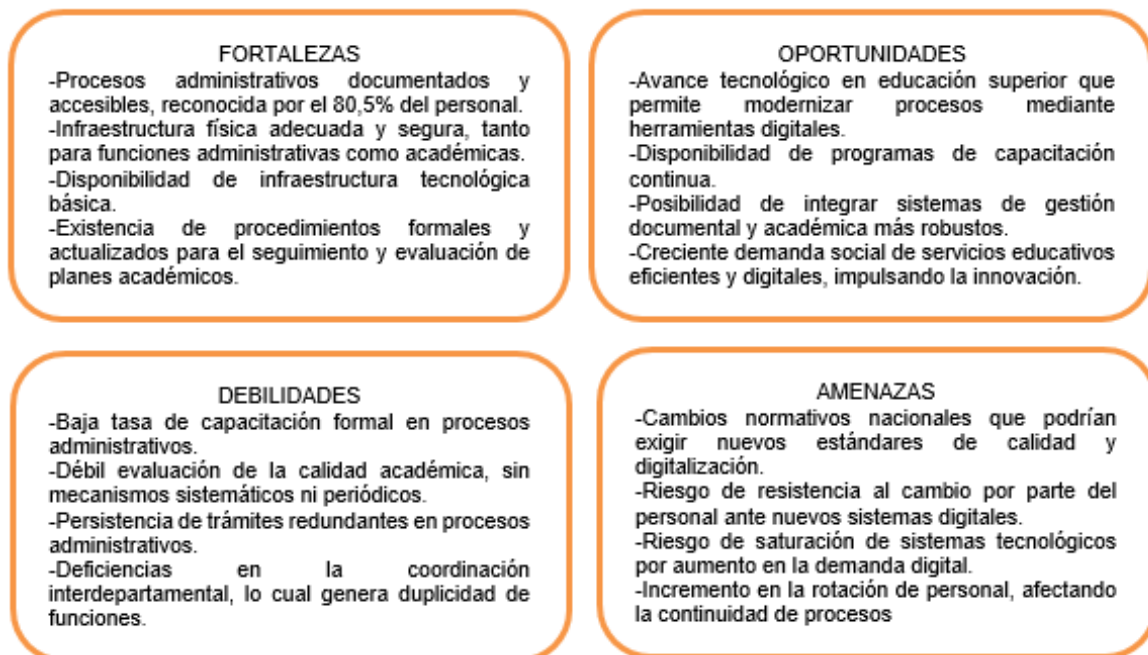 FORTALEZAS
-Procesos administrativos documentados y
accesibles, reconocida por el 80,5% del personal.
-Infraestructura física adecuada y segura, tanto
para funciones administrativas como académicas.
-Disponibilidad de infraestructura tecnológica
básica.
-Existencia de procedimientos formales y
actualizados para el seguimiento y evaluación de
planes académicos.
OPORTUNIDADES
-Avance tecnológico en educación superior que
permite modernizar procesos mediante
herramientas digitales.
-Disponibilidad de programas de capacitación
continua.
-Posibilidad de integrar sistemas de gestión
documental y académica más robustos.
-Creciente demanda social de servicios educativos
eficientes y digitales, impulsando la innovación.
DEBILIDADES
-Baja tasa de capacitación formal en procesos
administrativos.
-Débil evaluación de la calidad académica, sin
mecanismos sistemáticos ni periódicos.
-Persistencia de trámites redundantes en procesos
administrativos.
-Deficiencias en la coordinación
interdepartamental, lo cual genera duplicidad de
funciones.
AMENAZAS
-Cambios normativos nacionales que podrían
exigir nuevos estándares de calidad y
digitalización.
-Riesgo de resistencia al cambio por parte del
personal ante nuevos sistemas digitales.
-Riesgo de saturación de sistemas tecnológicos
por aumento en la demanda digital.
-Incremento en la rotación de personal, afectando
la continuidad de procesos